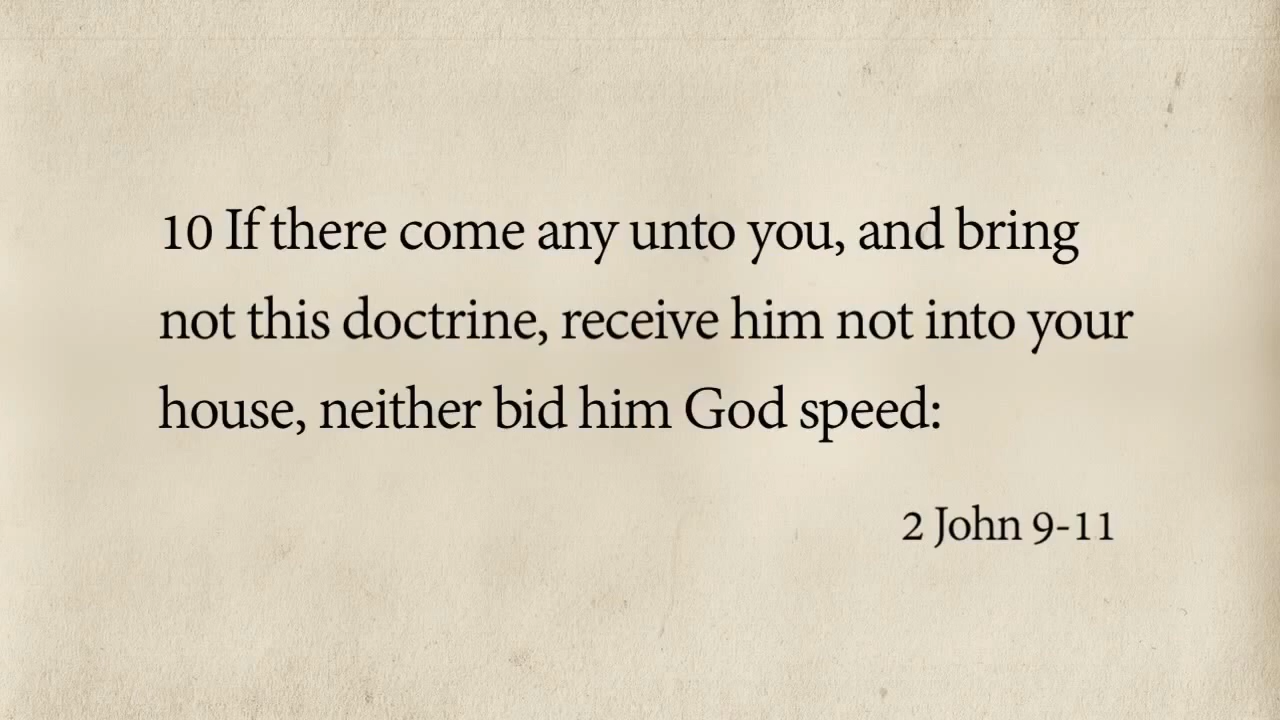 10 If there come any unto you, and bring
not this doctrine, receive him not into your
house, neither bid him God speed:
2 John 9-11